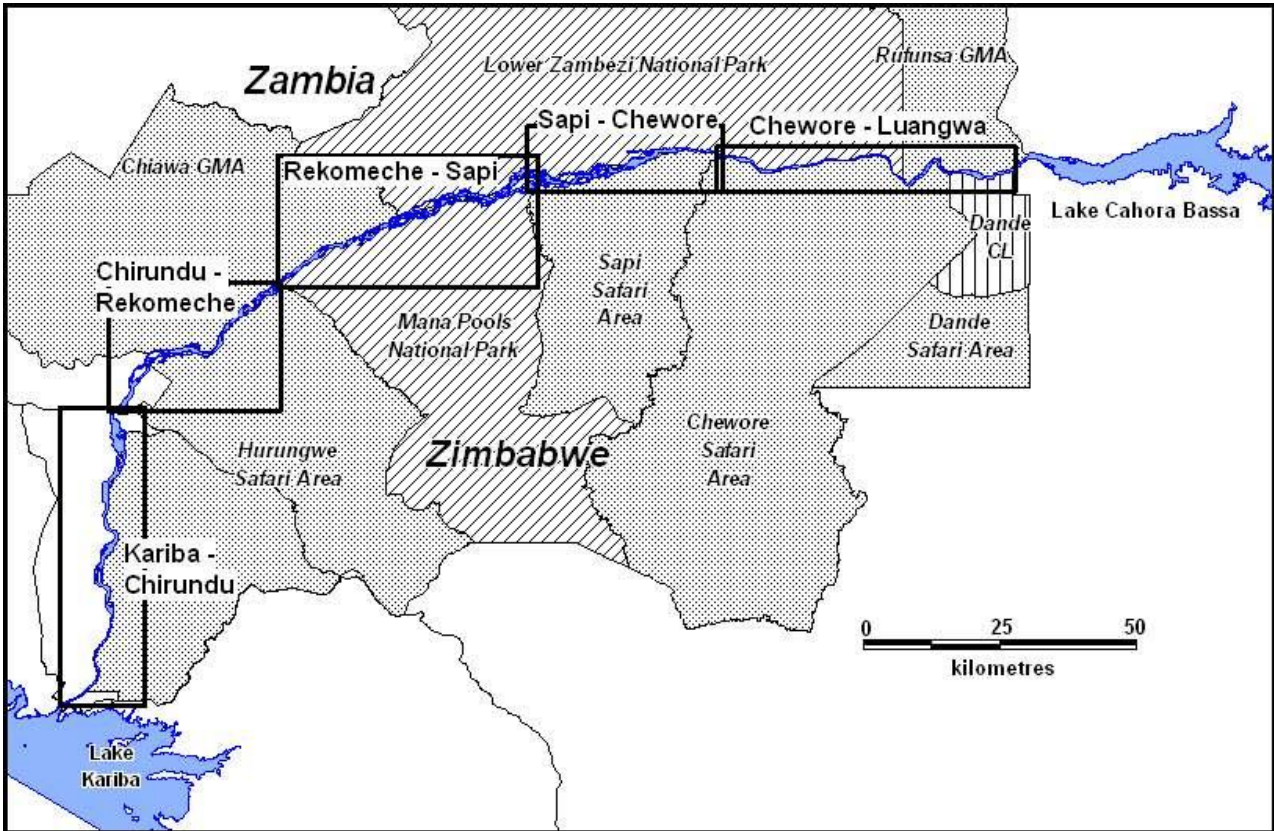 Lower Zambezi National Park
Rufunsa GMA
Zambia
Sapi - Chewore
Chewore - Luangwa
Chiawa GMA
Rekomeche - Sapi
Lake Cahora Bassa
Dande
CL
Chirundu -
Rekomeche
Sapi
Safari
Area
Mana Pools
National Park
Dande
Safari Area
Hurungwe
Safari Area
Zimbabwe
Chewore
Safari
Area
Kariba -
Chirundu
0 25 50
kilometres
Lake
Kariba